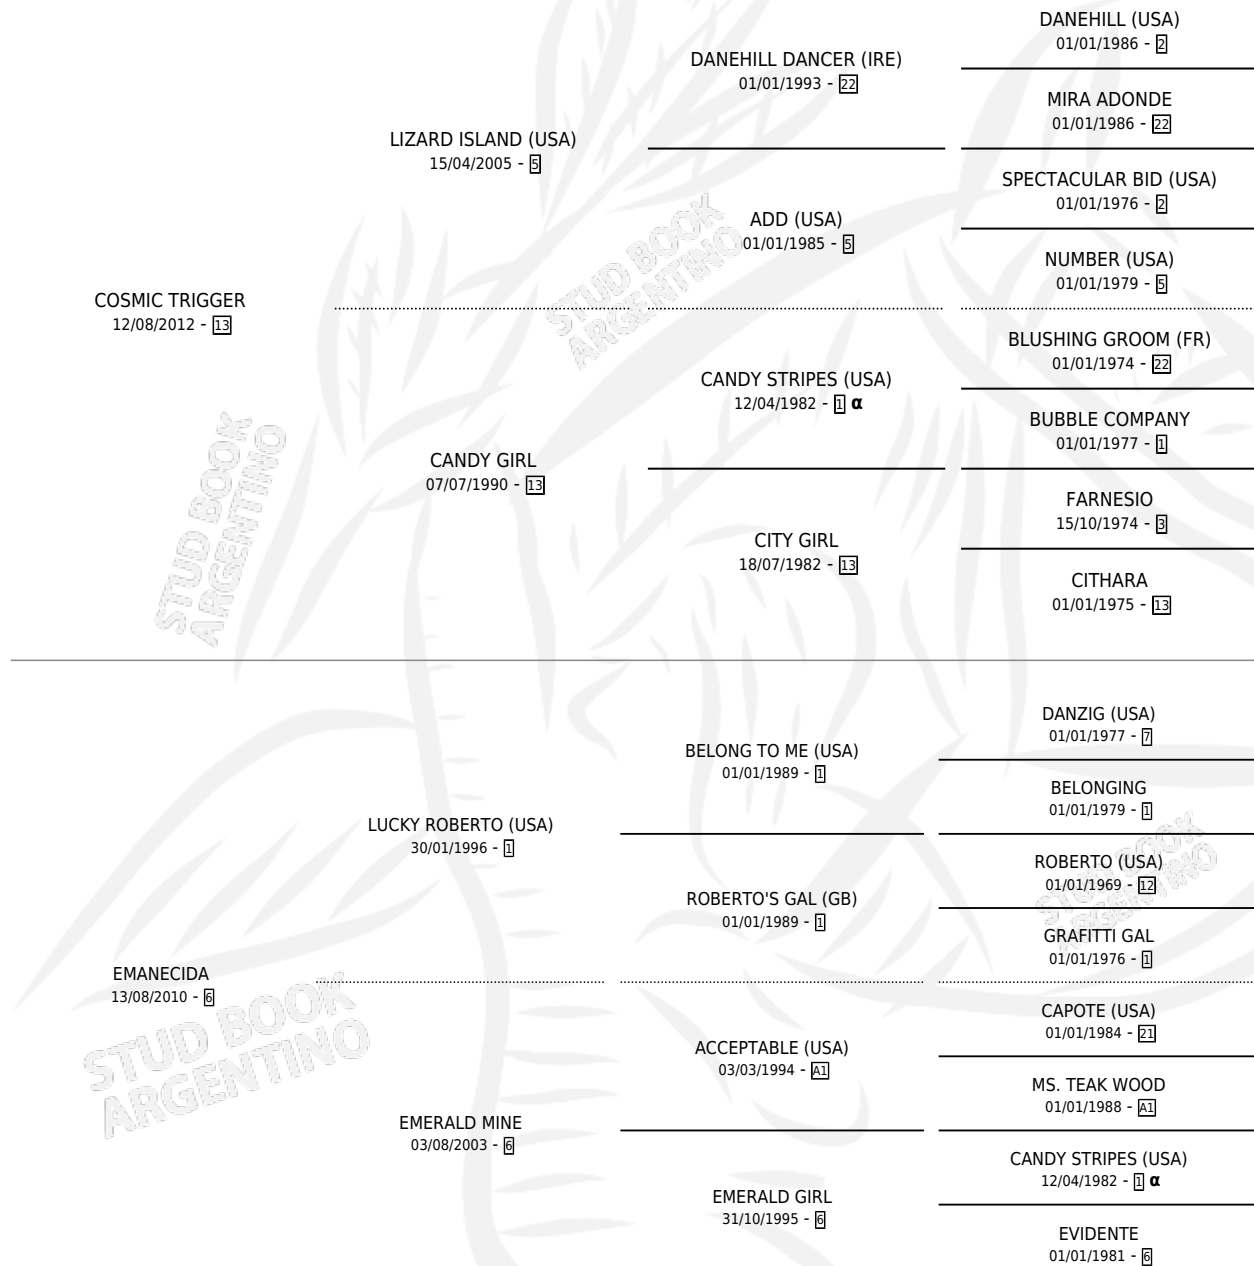 DANEHILL (USA)
01/01/1986 - 2
DANEHILL DANCER (IRE)
01/01/1993 - 22
MIRA ADONDE
01/01/1986 - 22
LIZARD ISLAND (USA)
15/04/2005 - 5
SPECTACULAR BID (USA)
01/01/1976 - 2
ADD (USA)
01/01/1985 - 5
NUMBER (USA)
01/01/1979 - 5
STUD BOOK
ARGENTINO
COSMIC TRIGGER
12/08/2012 - 13
BLUSHING GROOM (FR)
01/01/1974 - 22
CANDY STRIPES (USA)
12/04/1982 - 1 α
BUBBLE COMPANY
01/01/1977 - 1
CANDY GIRL
07/07/1990 - 13
FARNESIO
15/10/1974 - 3
CITY GIRL
18/07/1982 - 13
CITHARA
01/01/1975 - 13
STUD BOOK
ARGENTINO
DANZIG (USA)
01/01/1977 - 7
BELONG TO ME (USA)
01/01/1989 - 1
BELONGING
01/01/1979 - 1
LUCKY ROBERTO (USA)
30/01/1996 - 1
ROBERTO (USA)
01/01/1969 - 12
ROBERTO'S GAL (GB)
01/01/1989 - 1
GRAFITTI GAL
01/01/1976 - 1
STUD BOOK
ARGENTINO
EMANECIDA
13/08/2010 - 6
CAPOTE (USA)
01/01/1984 - 21
ACCEPTABLE (USA)
03/03/1994 - A1
MS. TEAK WOOD
01/01/1988 - A1
STUD BOOK
ARGENTINO
EMERALD MINE
03/08/2003 - 6
CANDY STRIPES (USA)
12/04/1982 - 1 α
EMERALD GIRL
31/10/1995 - 6
EVIDENTE
01/01/1981 - 6